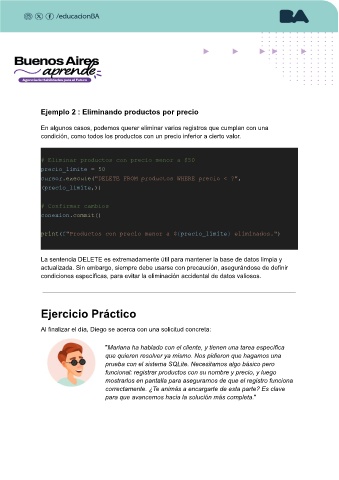 /educacionBA
BA
Buenos Aires
aprende
Agencia de Habilidades para el Futuro
Ejemplo 2 : Eliminando productos por precio
En algunos casos, podemos querer eliminar varios registros que cumplan con una
condición, como todos los productos con un precio inferior a cierto valor.
# Eliminar productos con precio menor a $50
precio_limite = 50
cursor.execute("DELETE FROM productos WHERE precio < ?",
(precio_limite,))
# Confirmar cambios
conexion.commit()
print(f"Productos con precio menor a ${precio_limite} eliminados.")
La sentencia DELETE es extremadamente útil para mantener la base de datos limpia y
actualizada. Sin embargo, siempre debe usarse con precaución, asegurándose de definir
condiciones específicas, para evitar la eliminación accidental de datos valiosos.
Ejercicio Práctico
Al finalizar el día, Diego se acerca con una solicitud concreta:
"Mariana ha hablado con el cliente, y tienen una tarea específica
que quieren resolver ya mismo. Nos pidieron que hagamos una
prueba con el sistema SQLite. Necesitamos algo básico pero
funcional: registrar productos con su nombre y precio, y luego
mostrarlos en pantalla para asegurarnos de que el registro funciona
correctamente. ¿Te animás a encargarte de esta parte? Es clave
para que avancemos hacia la solución más completa."